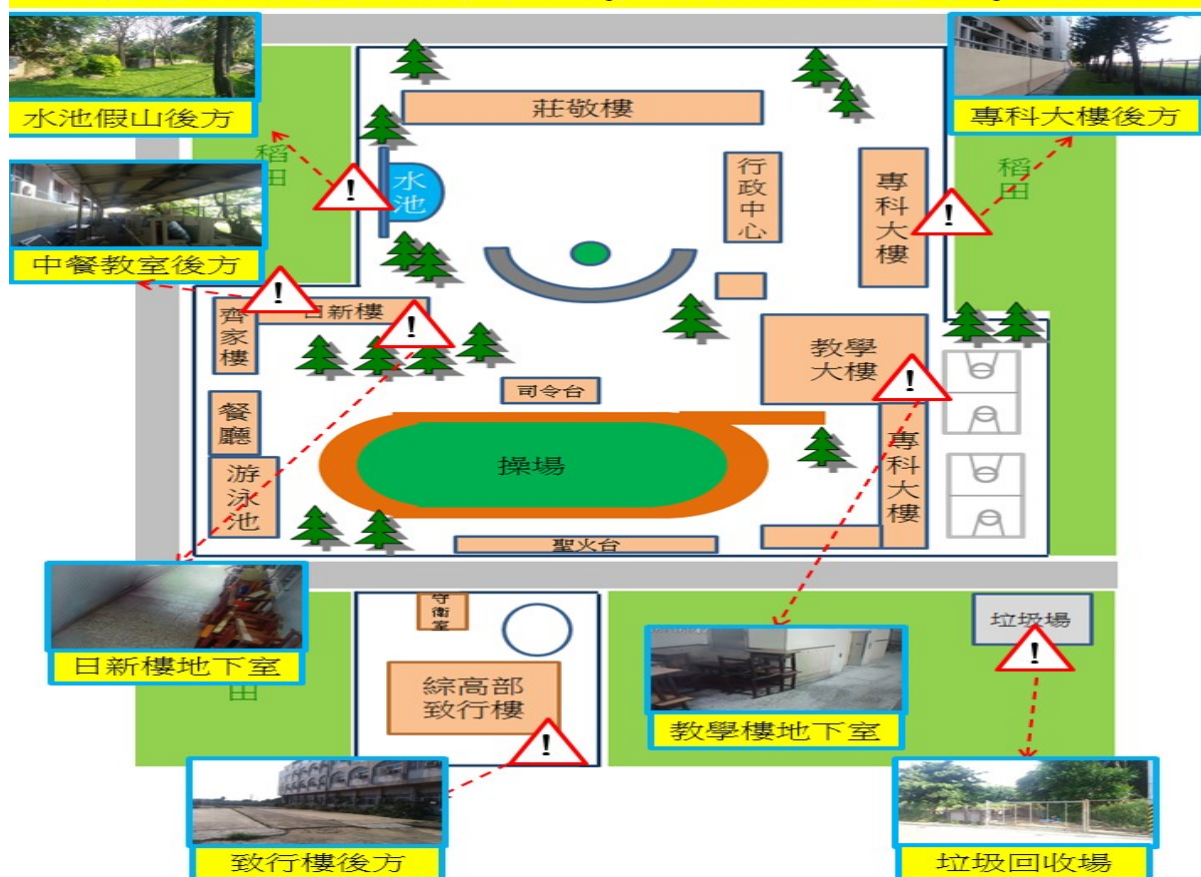 莊敬樓
水池假山後方
專科大樓後方
稻田
水池
行政中心
專科大樓
稻田
!
!
中餐教室後方
!
日新樓
!
齊家樓
教學
大樓
!
司令台
餐廳
操場
專科大樓
游泳池
聖火台
守衛室
垃圾場
!
日新樓地下室
田
綜高部
致行樓
!
教學樓地下室
致行樓後方
垃圾回收場